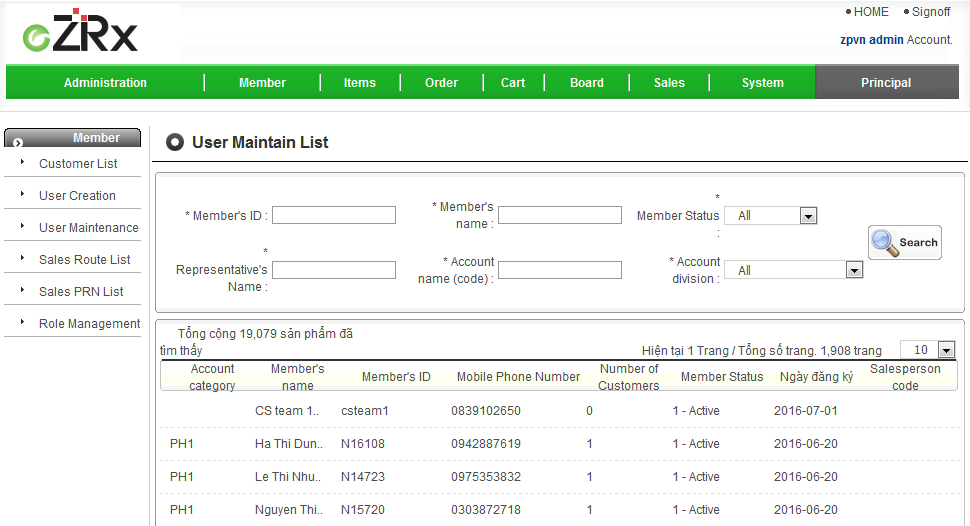 eZRx
HOME Signoff
zpvn admin Account.
Administration Member Items Order Cart Board Sales System Principal
Member
Customer List
User Creation
User Maintenance
Sales Route List
Sales PRN List
Role Management
User Maintain List
* Member's ID :
* Member's
name :
*
Member Status
:
All
*
Representative's
Name :
* Account
name (code) :
* Account
division :
All
Search
Tổng cộng 19,079 sản phẩm đã
tìm thấy
Hiện tại 1 Trang / Tổng số trang. 1,908 trang 10
Account
category
Member's
name
Member's ID
Mobile Phone Number
Number of
Customers
Member Status
Ngày đăng ký
Salesperson
code
CS team 1.. csteam1 0839102650 0 1 - Active 2016-07-01
PH1 Ha Thi Dun.. N16108 0942887619 1 1 - Active 2016-06-20
PH1 Le Thi Nhu.. N14723 0975353832 1 1 - Active 2016-06-20
PH1 Nguyen Thi.. N15720 0303872718 1 1 - Active 2016-06-20